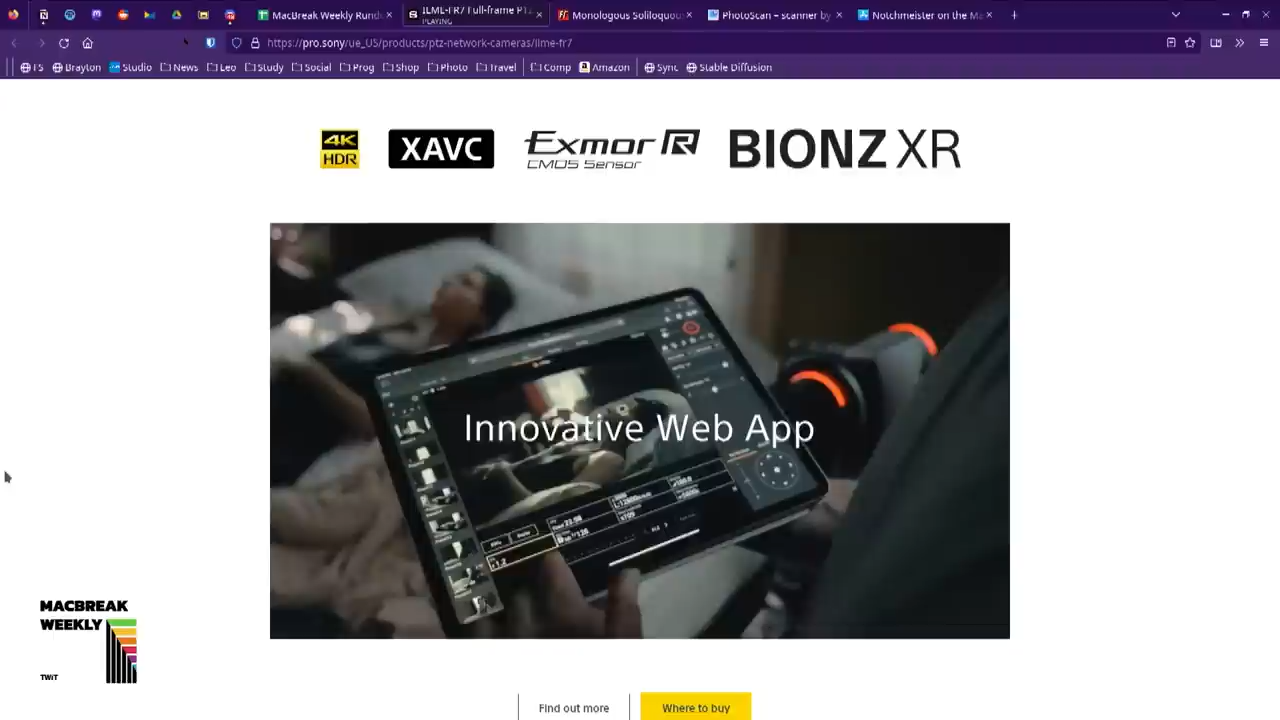 MacBreak Weekly Rund
ILME-FR7 Full-frame PTZ
PLAYING
Monologous Soliloquous
PhotoScan – scanner by
Notchmeister on the Ma
https://pro.sony/ue_US/products/ptz-network-cameras/ilme-fr7
TS
Brayton
Studio
News
Leo
Study
Social
Prog
Shop
Photo
Travel
Comp
Amazon
Sync
Stable Diffusion
4K
HDR
XAVC
Exmor R
CMOS Sensor
BIONZ XR
Innovative Web App
MACBREAK
WEEKLY
TWiT
Find out more
Where to buy